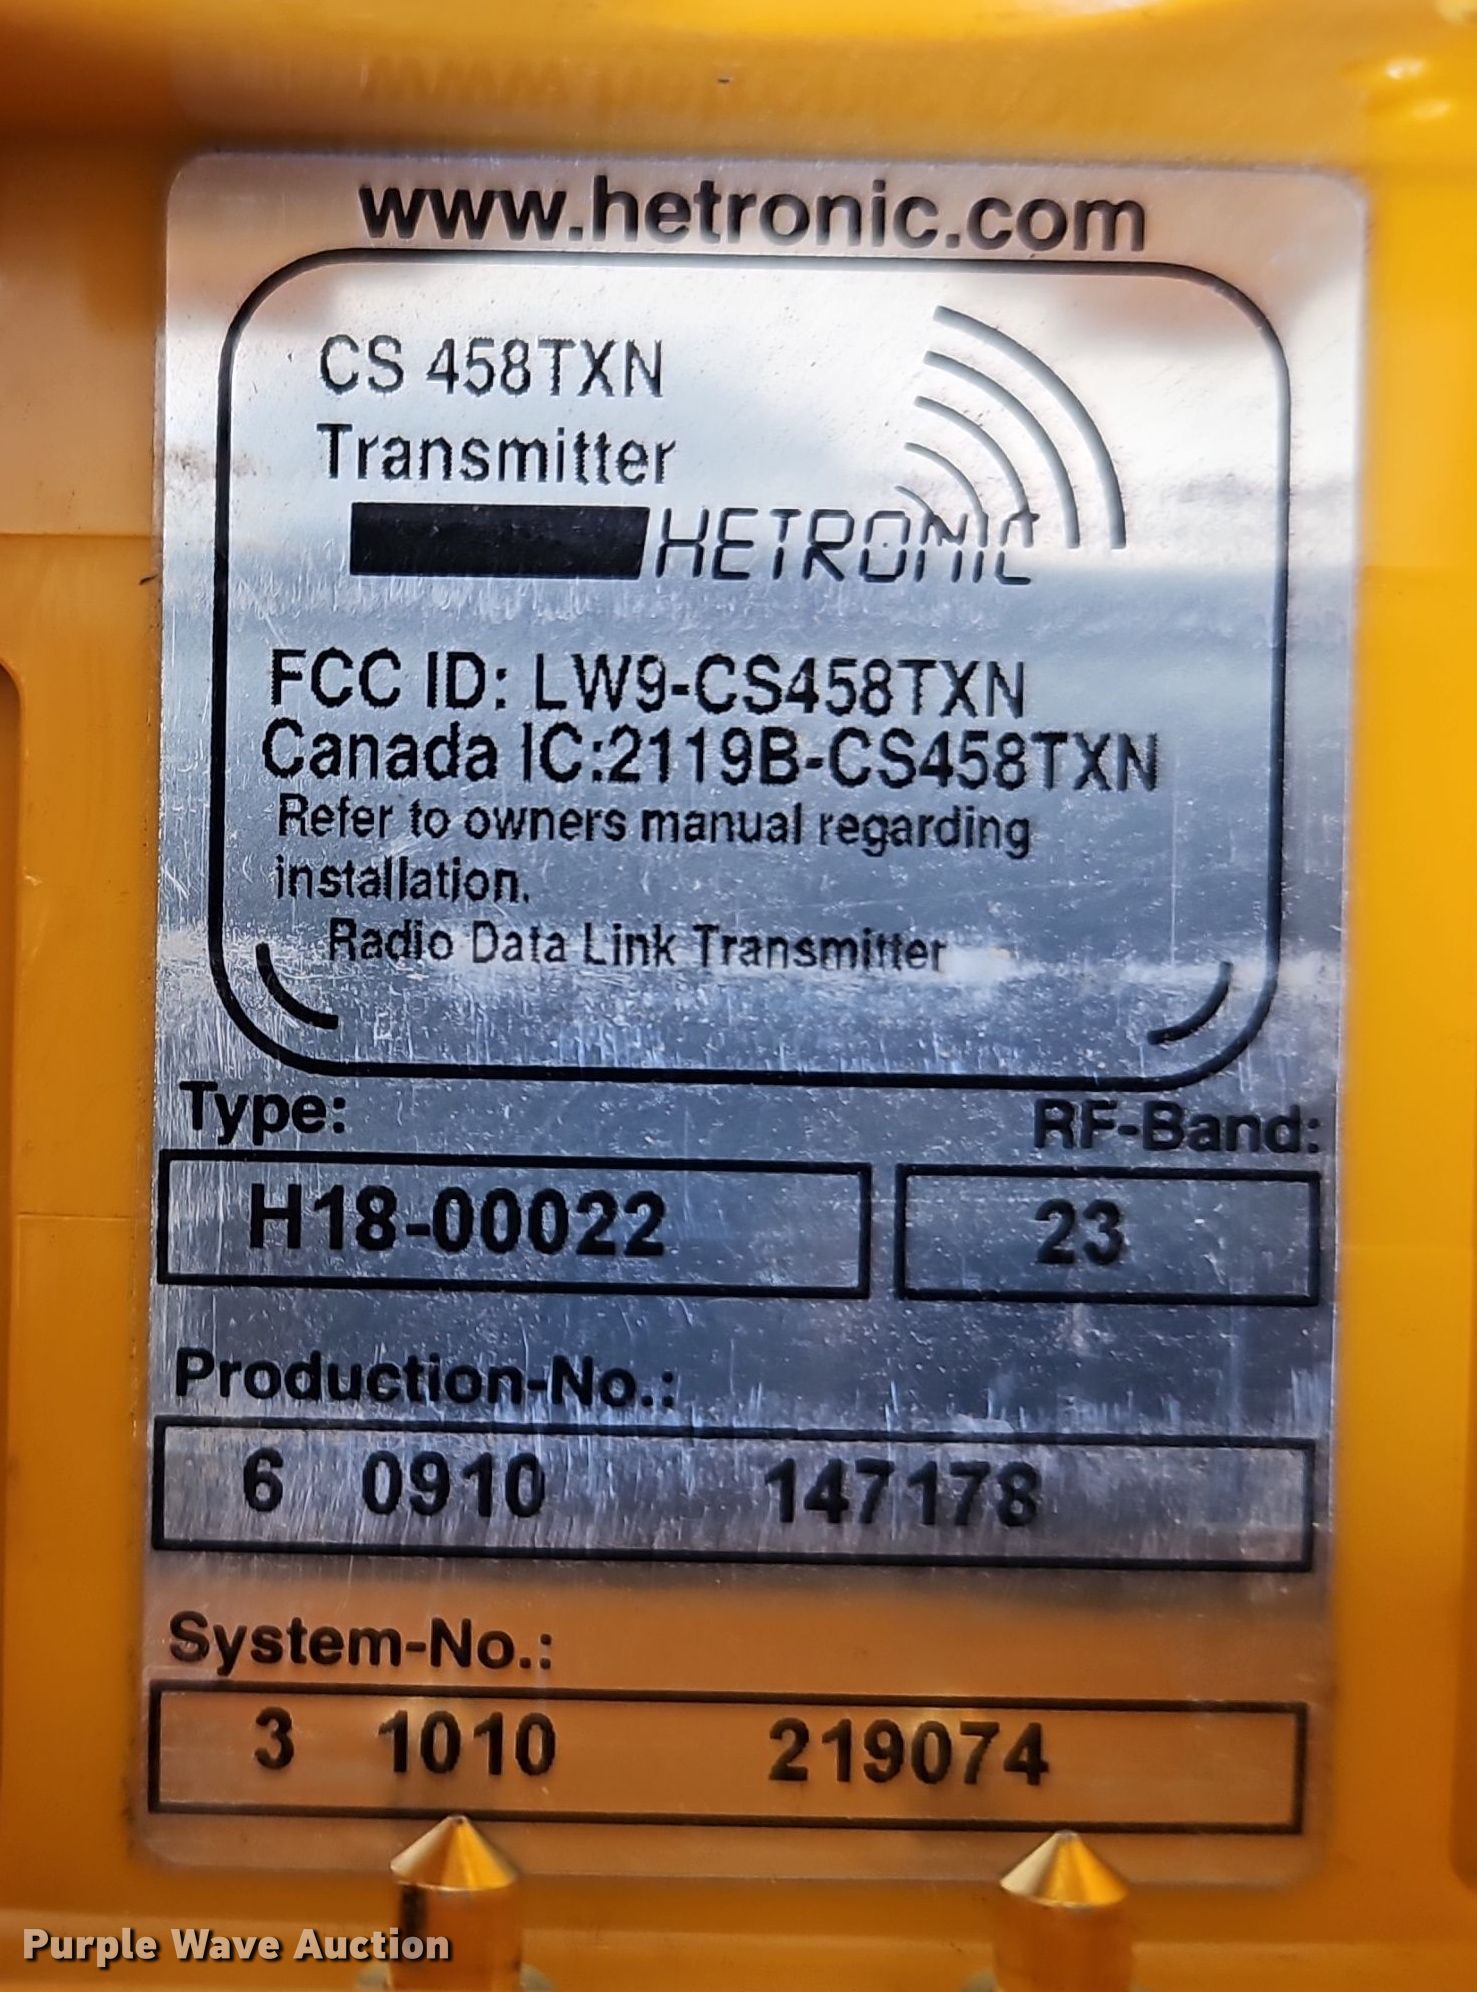 www.hetronic.com
CS 458TXN
Transmitter
HETRONIC
FCC ID: LW9-CS458TXN
Canada IC:2119B-CS458TXN
Refer to owners manual regarding
installation.
Radio Data Link Transmitter
Type: RF-Band:
H18-00022 23
Production-No.:
6 0910 147178
System-No.:
3 1010 219074
Purple Wave Auction